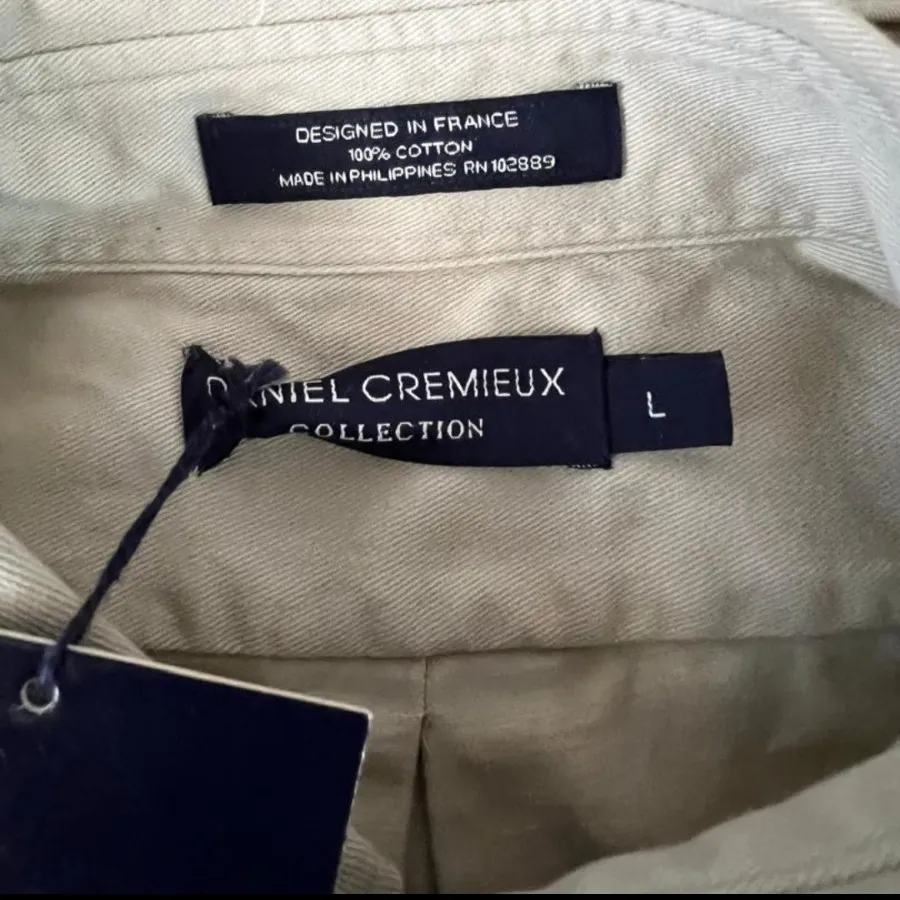 DESIGNED IN FRANCE
100% COTTON
MADE IN PHILIPPINES RN 102889
DANIEL CREMIEUX
COLLECTION
L